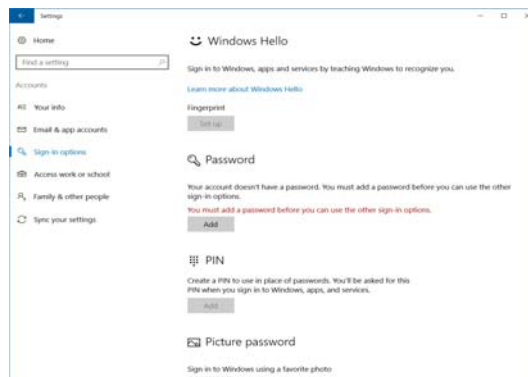 Settings
Home
Find a setting
Accounts
Your info
Email & app accounts
Sign-in options
Access work or school
Family & other people
Sync your settings
Windows Hello
Sign in to Windows, apps and services by teaching Windows to recognize you.
Learn more about Windows Hello
Fingerprint
Set up
Password
Your account doesn't have a password. You must add a password before you can use the other
sign-in options.
You must add a password before you can use the other sign-in options.
Add
PIN
Create a PIN to use in place of passwords. You'll be asked for this
PIN when you sign in to Windows, apps, and services.
Add
Picture password
Sign in to Windows using a favorite photo